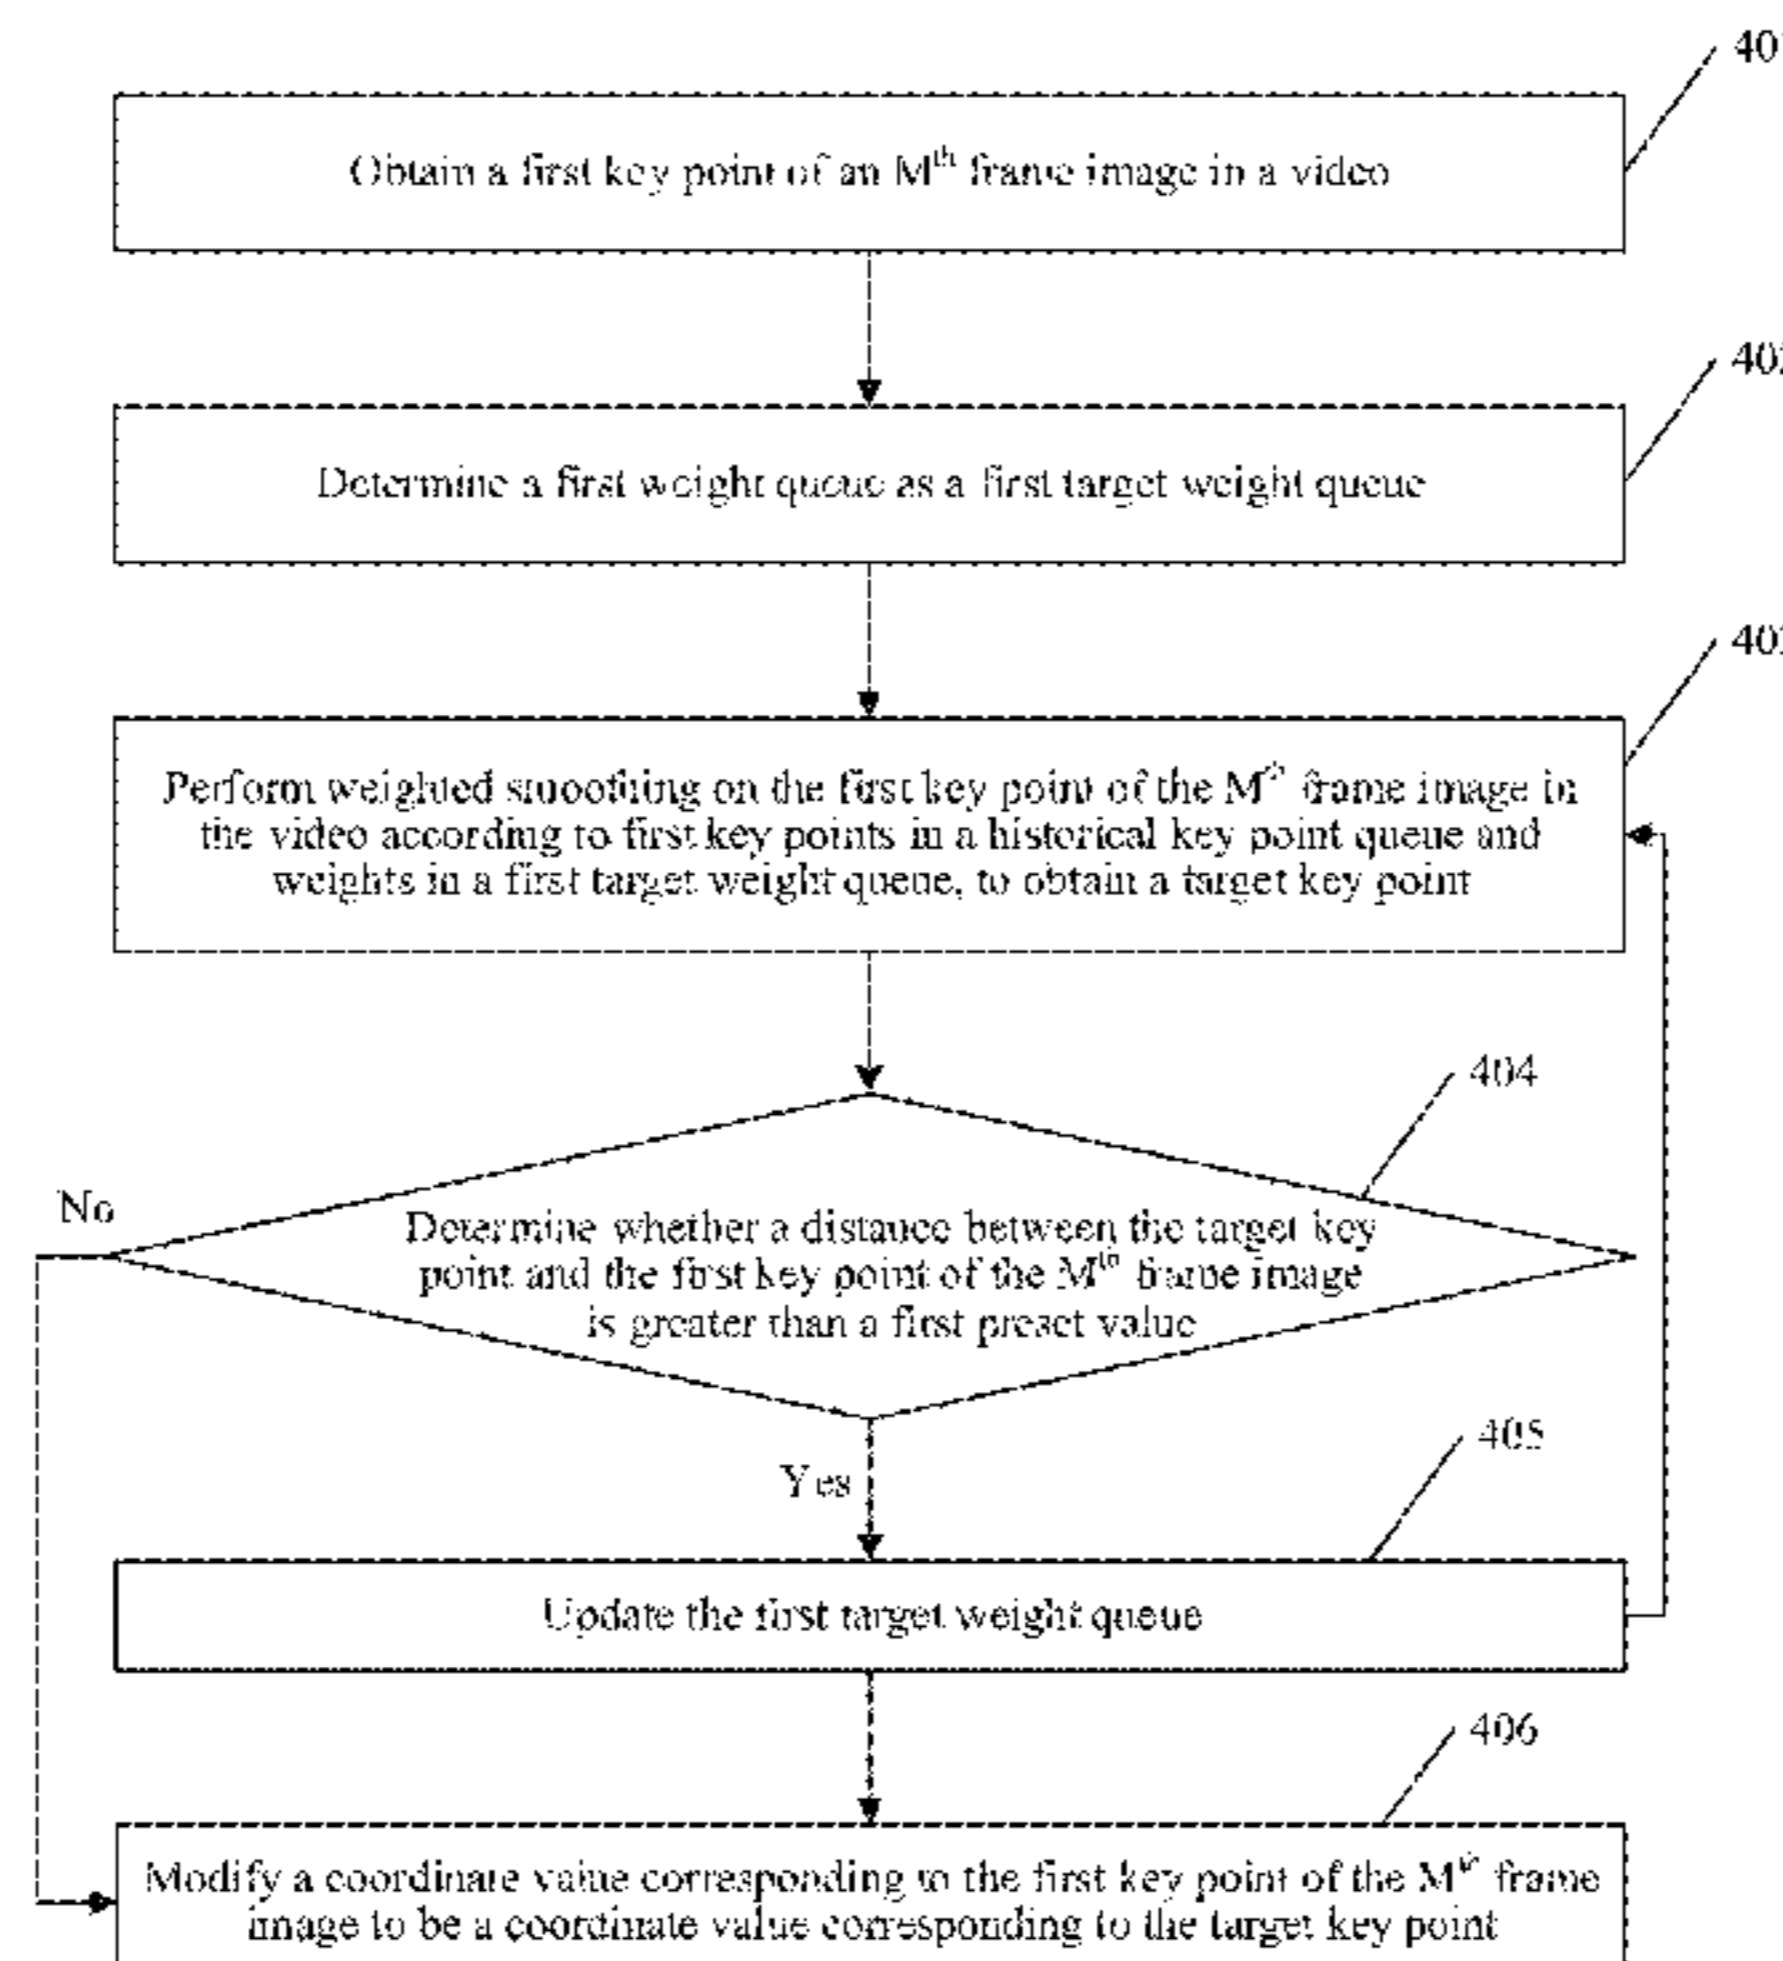 401
Obtain a first key point of an Mth frame image in a video
402
Determine a first weight queue as a first target weight queue
403
Perform weighted smoothing on the first key point of the Mth frame image in
the video according to first key points in a historical key point queue and
weights in a first target weight queue, to obtain a target key point
404
No
Determine whether a distance between the target key
point and the first key point of the Mth frame image
is greater than a first preset value
Yes
405
Update the first target weight queue
406
Modify a coordinate value corresponding to the first key point of the Mth frame
image to be a coordinate value corresponding to the target key point